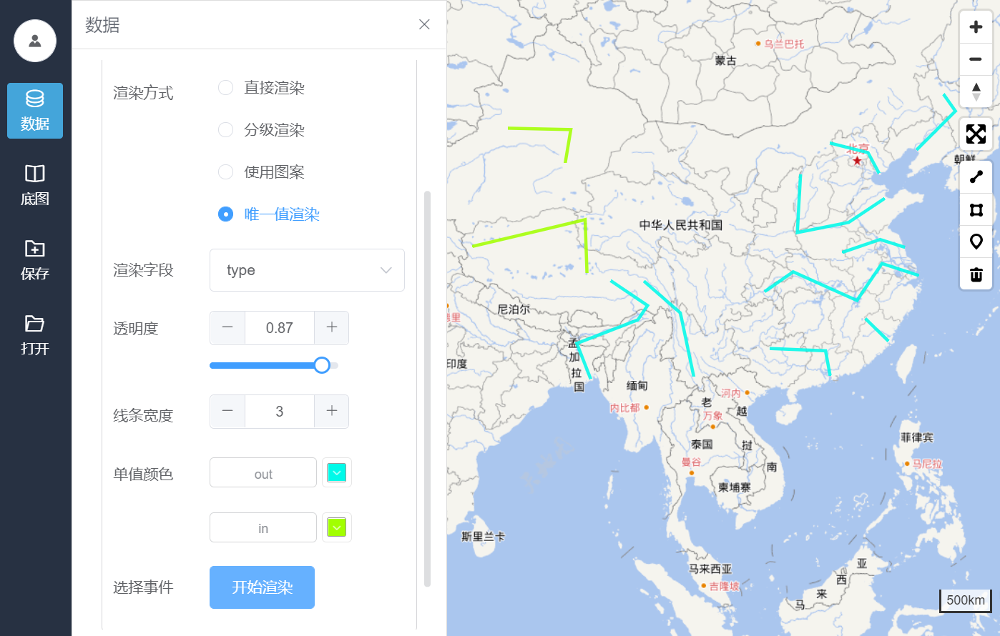 数据
底图
保存
打开
数据
渲染方式
直接渲染
分级渲染
使用图案
唯一值渲染
渲染字段
type
透明度
0.87
线条宽度
3
单值颜色
out
in
选择事件
开始渲染
乌兰巴托
蒙古
北京
朝鲜
中华人民共和国
尼泊尔
里
孟
加
拉
国
印度
缅甸
内比都
河内
老
万象
越
泰国
挝
曼谷
南
柬埔寨
菲律宾
马尼拉
斯里兰卡
马来西亚
吉隆坡
亚
西
来
马
500km